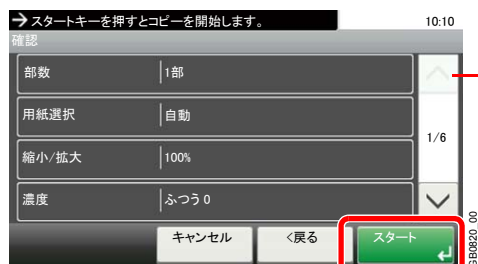 →スタートキーを押すとコピーを開始します。
10:10
確認
部数 1部
用紙選択 自動
1/6
縮小/拡大 100%
濃度 ふつう 0
キャンセル <戻る スタート
GB0820_00